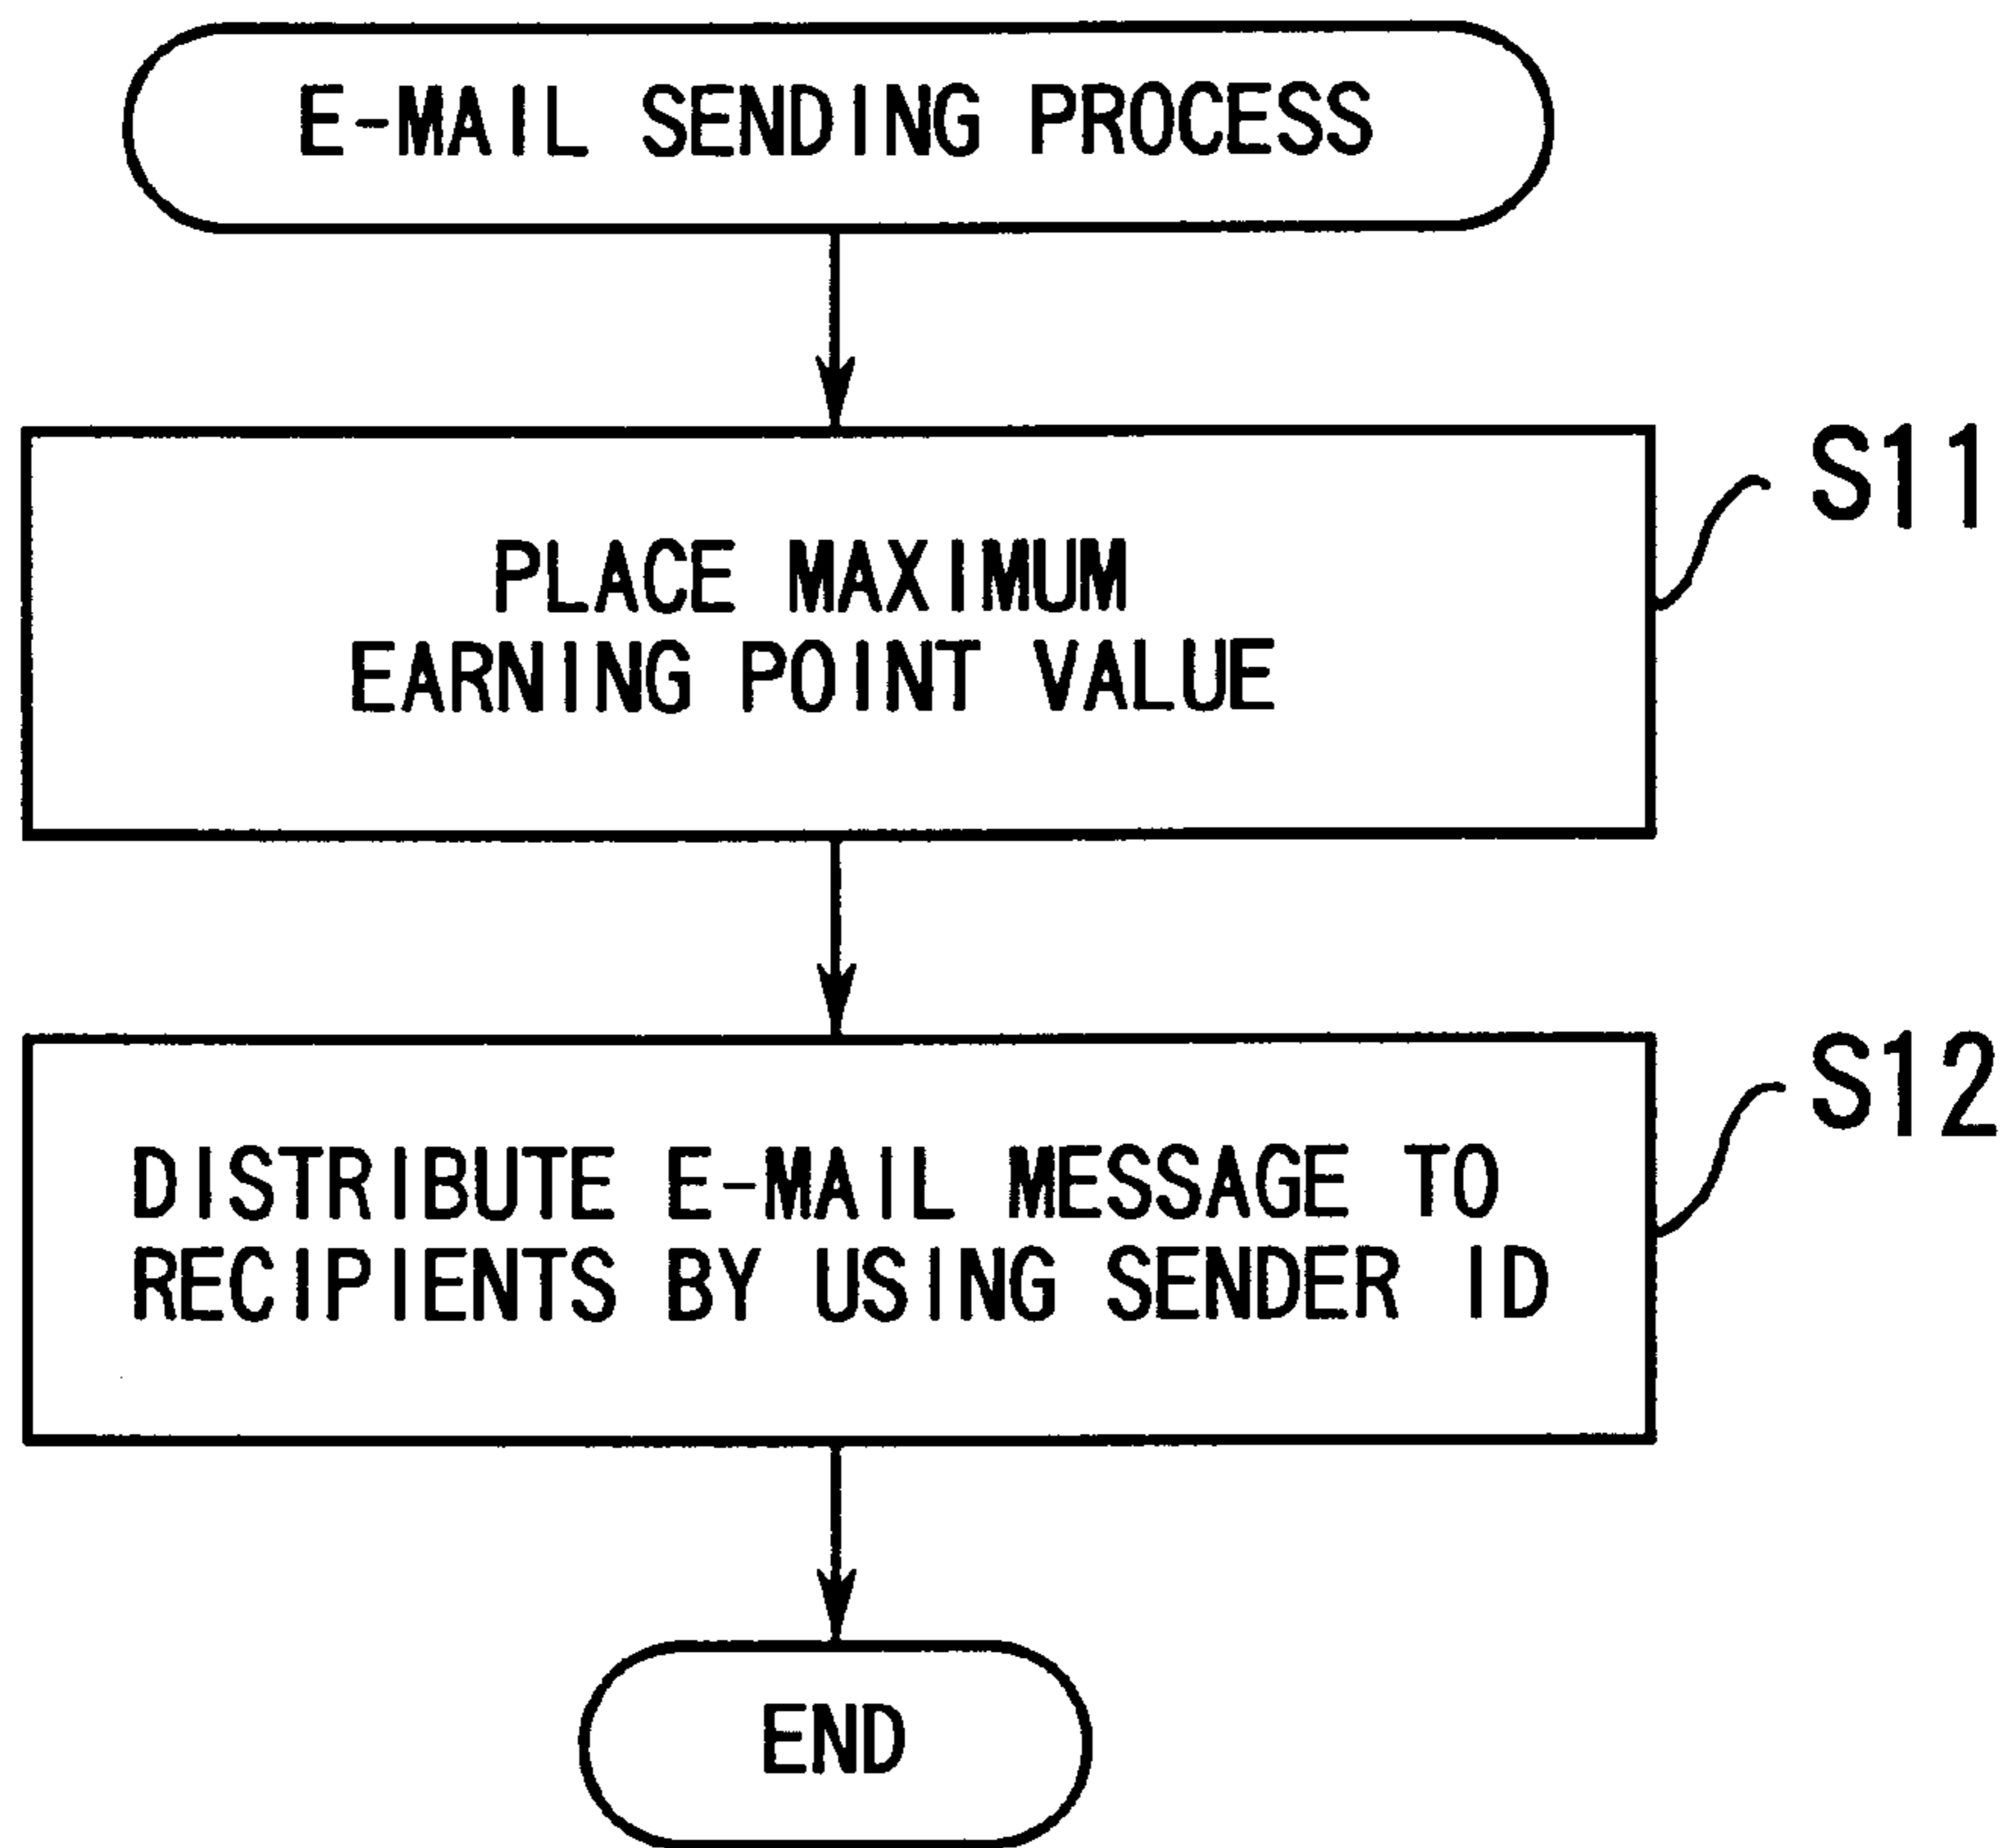 E-MAIL SENDING PROCESS
S11
PLACE MAXIMUM
EARNING POINT VALUE
S12
DISTRIBUTE E-MAIL MESSAGE TO
RECIPIENTS BY USING SENDER ID
END